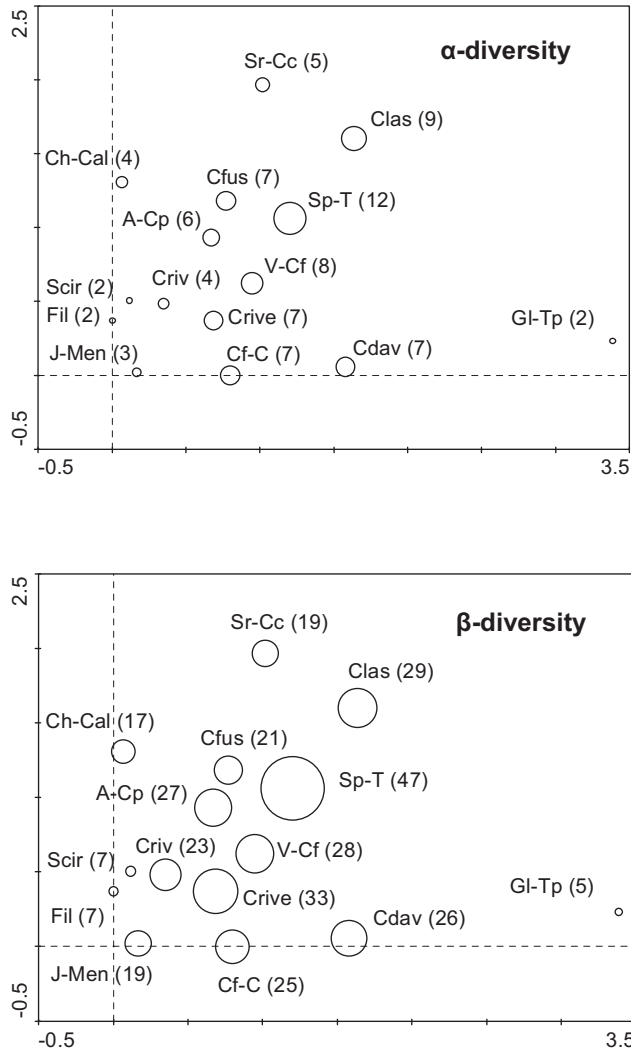 2.5
α-diversity
Sr-Cc (5)
Clas (9)
Ch-Cal (4)
Cfus (7)
Sp-T (12)
A-Cp (6)
V-Cf (8)
Scir (2)
Criv (4)
Fil (2)
Crive (7)
Gl-Tp (2)
J-Men (3)
Cf-C (7)
Cdav (7)
-0.5
-0.5
3.5
2.5
β-diversity
Sr-Cc (19)
Clas (29)
Ch-Cal (17)
Cfus (21)
Sp-T (47)
A-Cp (27)
Criv (23)
V-Cf (28)
Scir (7)
Gl-Tp (5)
Crive (33)
Fil (7)
Cdav (26)
J-Men (19)
Cf-C (25)
-0.5
-0.5
3.5